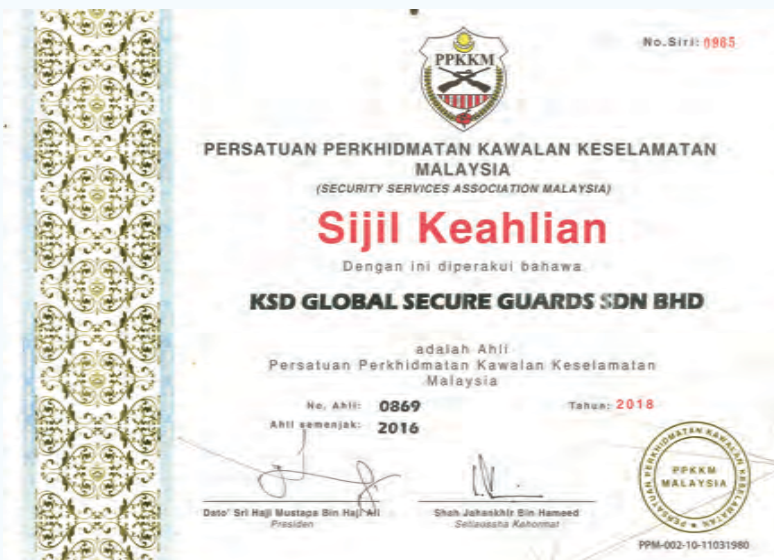 No.Siri: 0985
PPKKM
PERSATUAN PERKHIDMATAN KAWALAN KESELAMATAN
MALAYSIA
(SECURITY SERVICES ASSOCIATION MALAYSIA)
Sijil Keahlian
Dengan ini diperakui bahawa
KSD GLOBAL SECURE GUARDS SDN BHD
adalah Ahli
Persatuan Perkhidmatan Kawalan Keselamatan
Malaysia
No. Ahli: 0869
Tahun: 2018
Ahli semenjak: 2016
Dato' Sri Haji Mustapa Bin Haji Ali
Presiden
Shah Jahankhir Bin Hameed
Setiausaha Kehormat
PERSATUAN PERKHIDMATAN KAWALAN KESELAMATAN
PPKKM
MALAYSIA
PPM-002-10-11031980